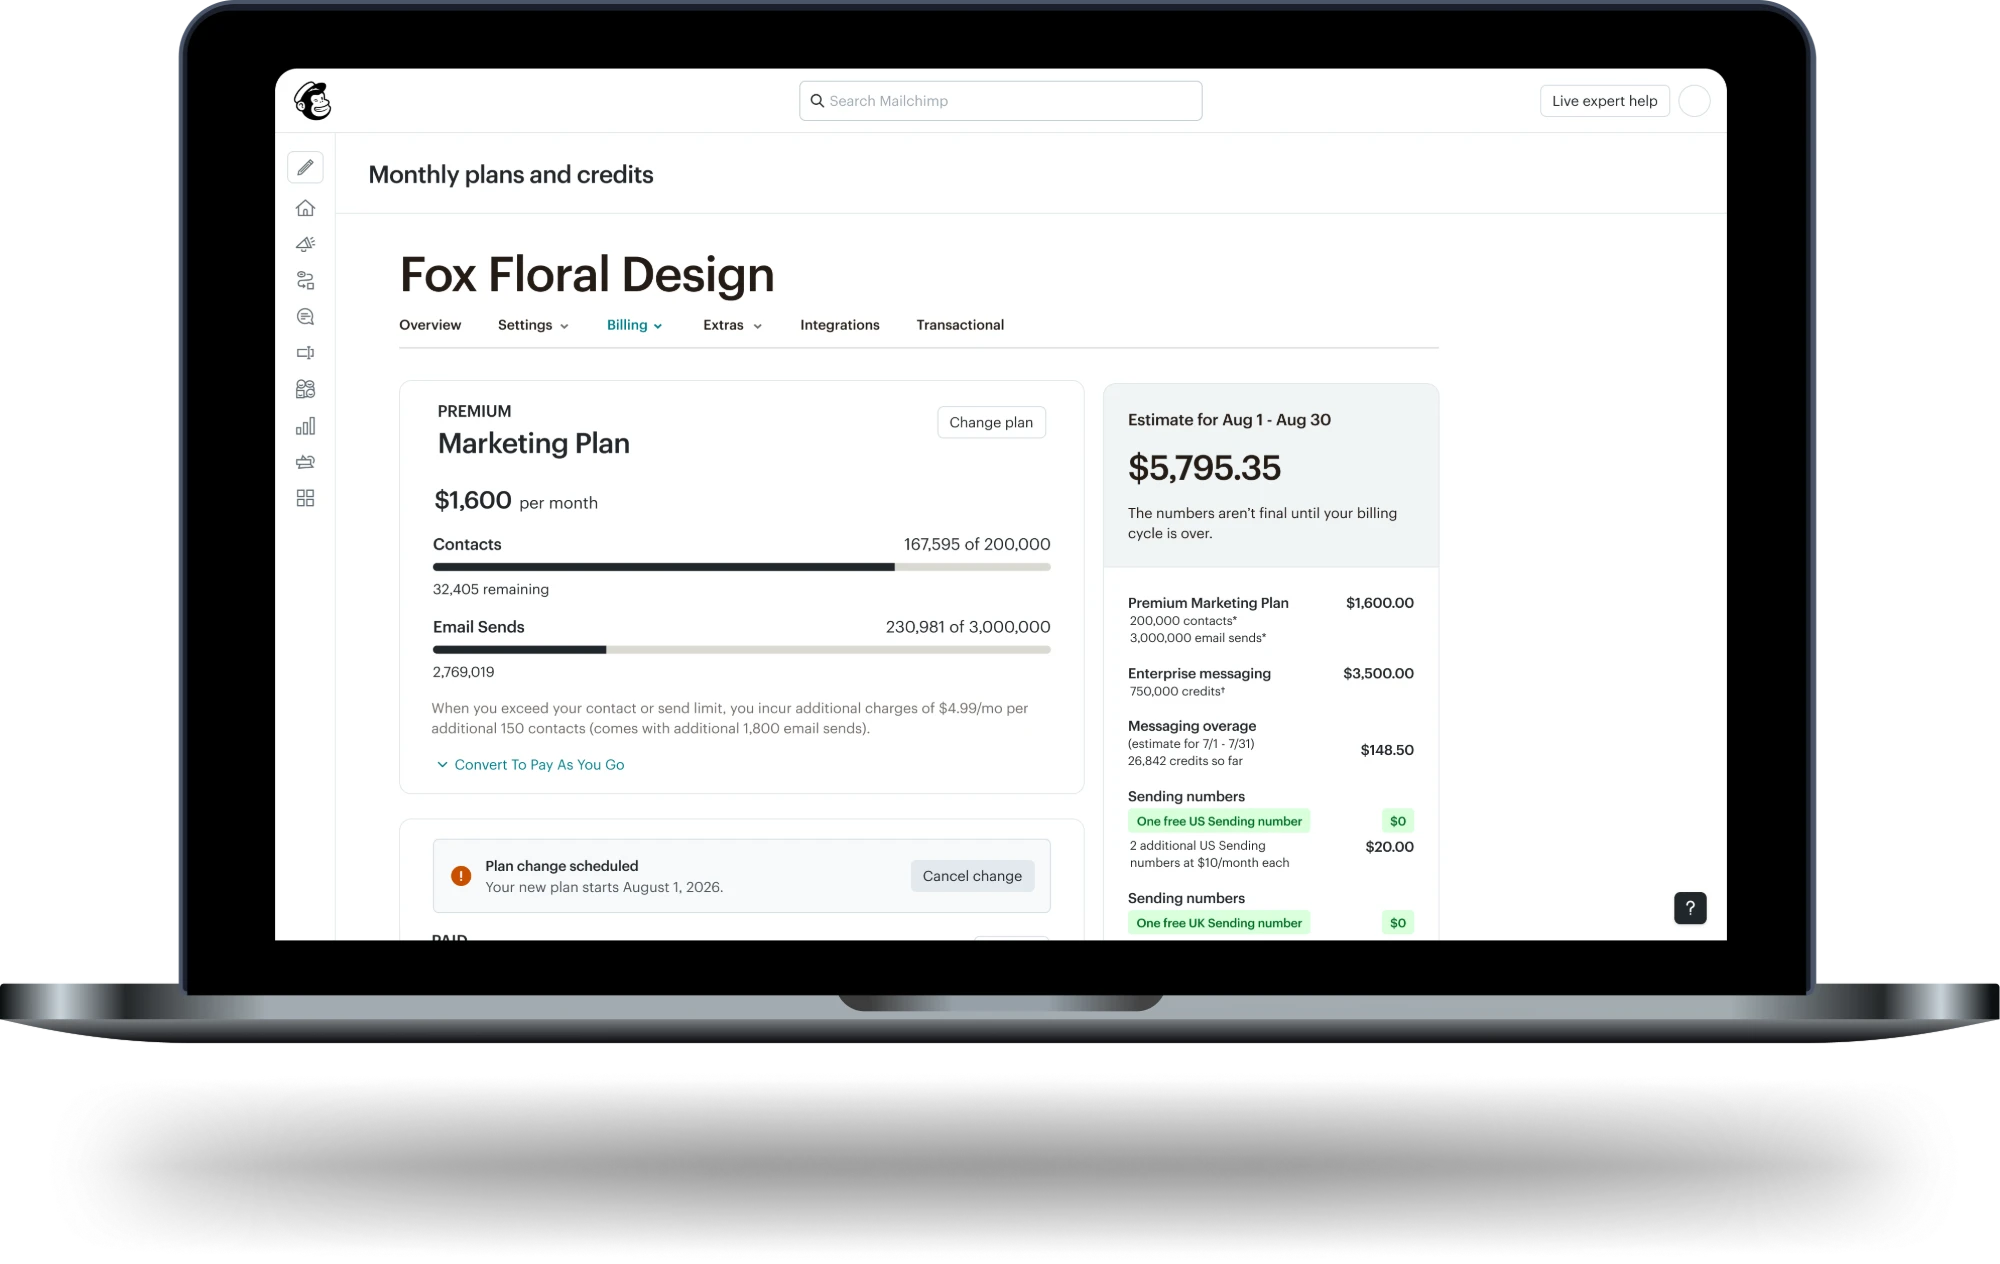 Search Mailchimp
Live expert help
Monthly plans and credits
Fox Floral Design
Overview
Settings
Billing
Extras
Integrations
Transactional
PREMIUM
Marketing Plan
Change plan
$1,600 per month
Contacts
167,595 of 200,000
32,405 remaining
Email Sends
230,981 of 3,000,000
2,769,019
When you exceed your contact or send limit, you incur additional charges of $4.99/mo per
additional 150 contacts (comes with additional 1,800 email sends).
Convert To Pay As You Go
Plan change scheduled
Your new plan starts August 1, 2026.
Cancel change
PAID
Estimate for Aug 1 - Aug 30
$5,795.35
The numbers aren't final until your billing
cycle is over.
Premium Marketing Plan
$1,600.00
200,000 contacts*
3,000,000 email sends*
Enterprise messaging
$3,500.00
750,000 credits†
Messaging overage
(estimate for 7/1 - 7/31)
$148.50
26,842 credits so far
Sending numbers
One free US Sending number
$0
2 additional US Sending
$20.00
numbers at $10/month each
Sending numbers
One free UK Sending number
$0
?